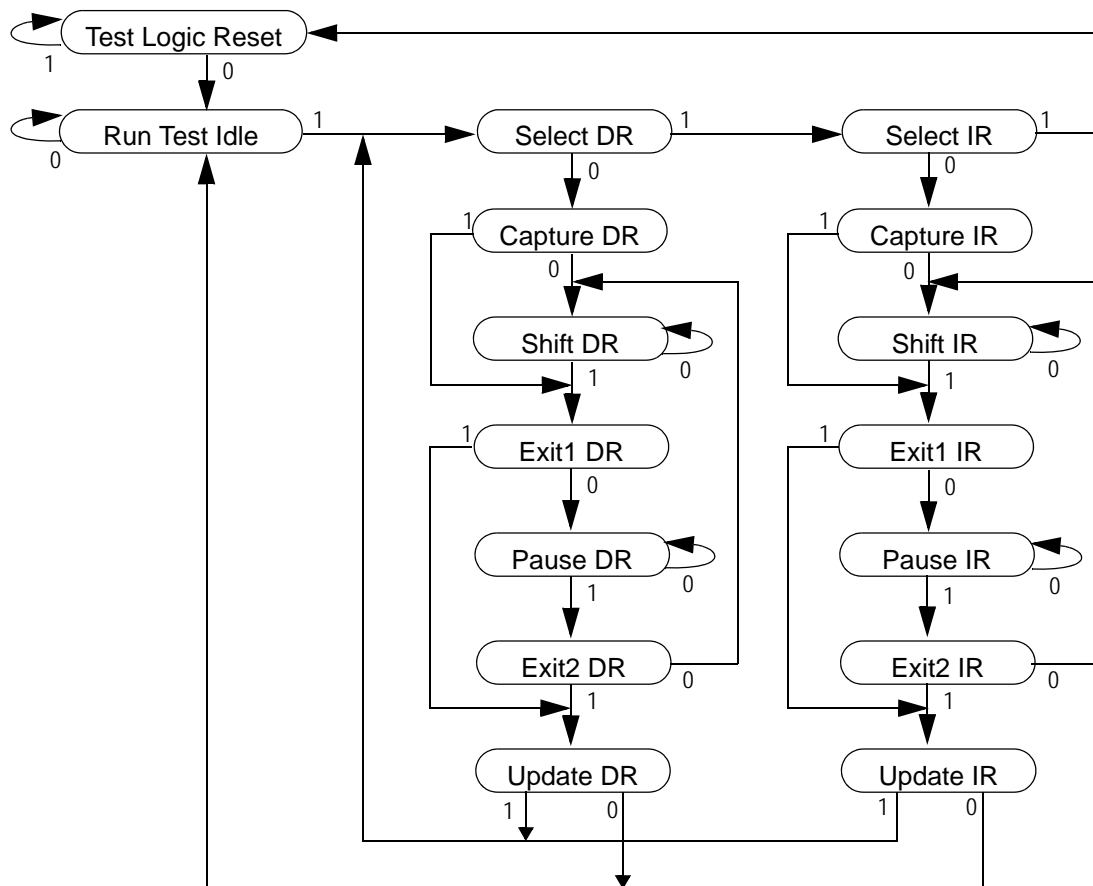 Test Logic Reset
1
0
Run Test Idle
1
Select DR
1
Select IR
1
0
0
0
1
Capture DR
1
Capture IR
0
0
Shift DR
Shift IR
0
0
1
1
1
Exit1 DR
1
Exit1 IR
0
0
Pause DR
Pause IR
0
0
1
1
Exit2 DR
Exit2 IR
0
0
1
1
Update DR
Update IR
1
0
1
0